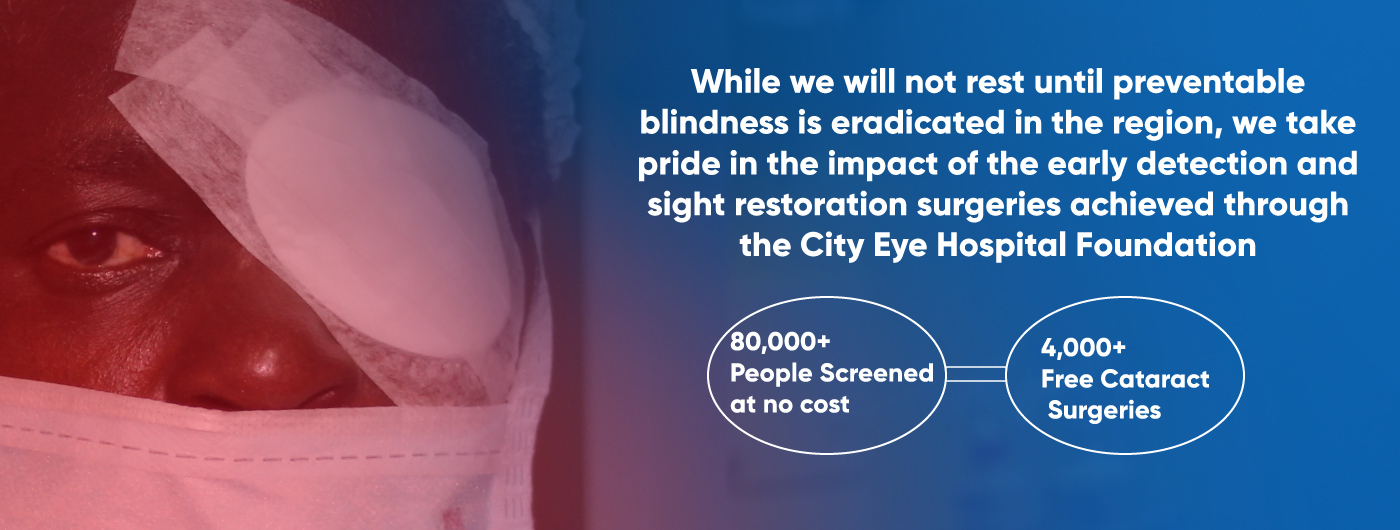 While we will not rest until preventable
blindness is eradicated in the region, we take
pride in the impact of the early detection and
sight restoration surgeries achieved through
the City Eye Hospital Foundation
80,000+
People Screened
at no cost
4,000+
Free Cataract
Surgeries